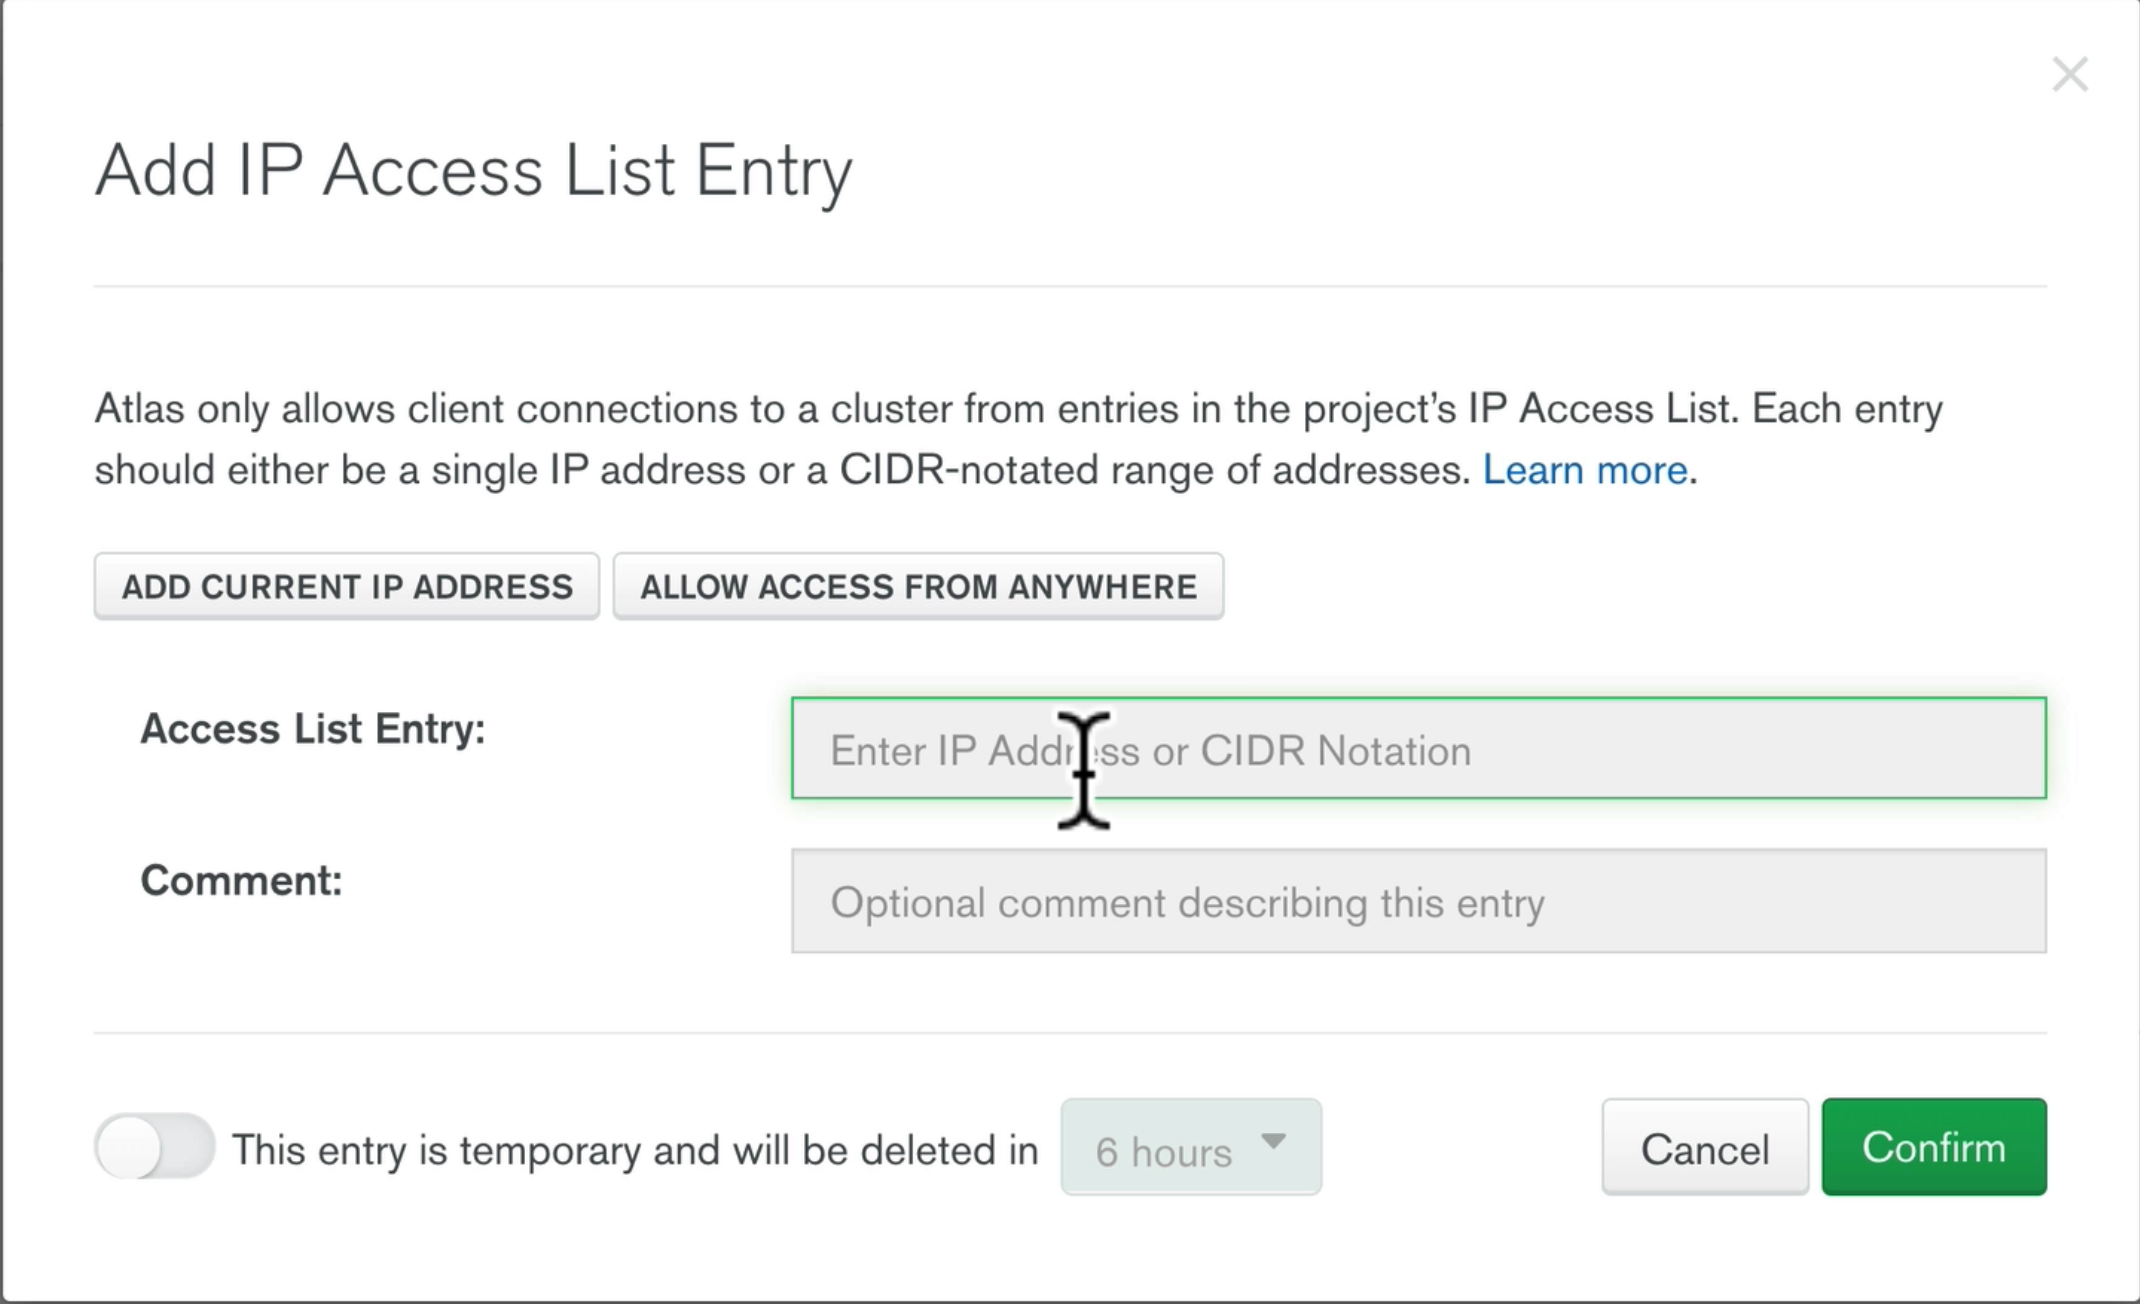 Add IP Access List Entry
Atlas only allows client connections to a cluster from entries in the project’s IP Access List. Each entry
should either be a single IP address or a CIDR-notated range of addresses. Learn more.
ADD CURRENT IP ADDRESS ALLOW ACCESS FROM ANYWHERE
Access List Entry: Enter IP Address or CIDR Notation
Comment: Optional comment describing this entry
This entry is temporary and will be deleted in 6 hours Cancel Confirm